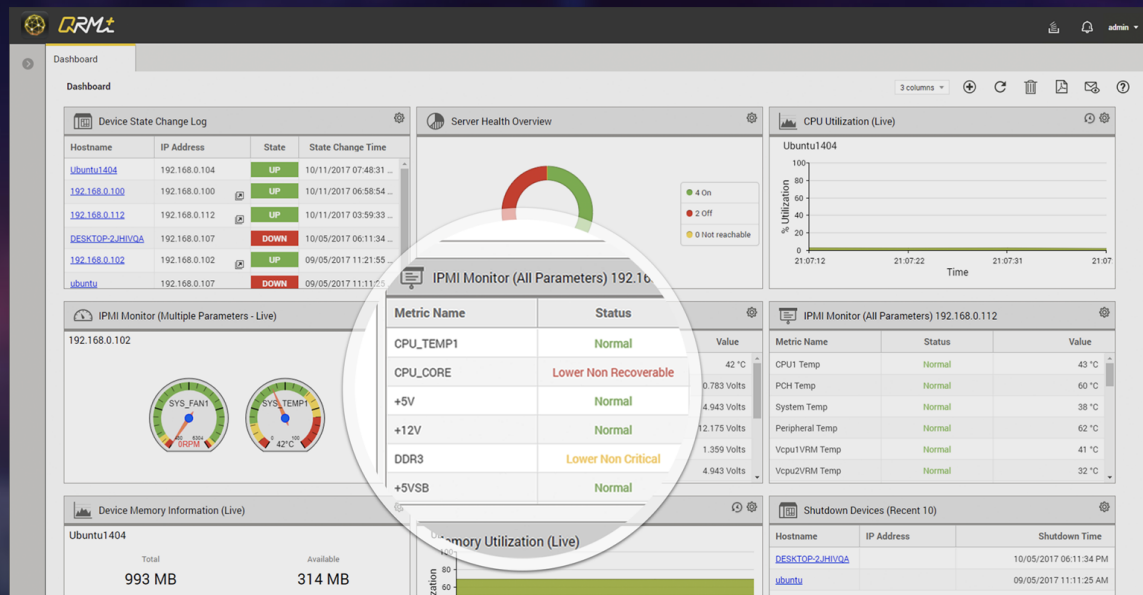 QRM+
admin
Dashboard
Dashboard
3 columns
Device State Change Log
Hostname IP Address State State Change Time
Ubuntu1404 192.168.0.104 UP 10/11/2017 07:48:31 ...
192.168.0.100 192.168.0.100 UP 10/11/2017 06:58:54 ...
192.168.0.112 192.168.0.112 UP 10/11/2017 03:59:33 ...
DESKTOP-2JHIVQA 192.168.0.107 DOWN 10/05/2017 06:11:34 ...
192.168.0.102 192.168.0.102 UP 09/05/2017 11:21:55 ...
ubuntu 192.168.0.107 DOWN 09/05/2017 11:11:25
Server Health Overview
4 On
2 Off
0 Not reachable
CPU Utilization (Live)
Ubuntu1404
% Utilization
100
80
60
40
20
0
21:07:12 21:07:22 21:07:31 21:07
Time
IPMI Monitor (Multiple Parameters - Live)
192.168.0.102
SYS_FAN1
0RPM
SYS_TEMP1
0 100
42°C
IPMI Monitor (All Parameters) 192.16
Metric Name Status
CPU_TEMP1 Normal
CPU_CORE Lower Non Recoverable
+5V Normal
+12V Normal
DDR3 Lower Non Critical
+5VSB Normal
Value
42 °C
0.783 Volts
4.943 Volts
12.175 Volts
1.359 Volts
4.943 Volts
IPMI Monitor (All Parameters) 192.168.0.112
Metric Name Status Value
CPU1 Temp Normal 43 °C
PCH Temp Normal 60 °C
System Temp Normal 38 °C
Peripheral Temp Normal 62 °C
Vcpu1VRM Temp Normal 41 °C
Vcpu2VRM Temp Normal 32 °C
Device Memory Information (Live)
Ubuntu1404
Total Available
993 MB 314 MB
Memory Utilization (Live)
100
80
60
Shutdown Devices (Recent 10)
Hostname IP Address Shutdown Time
DESKTOP-2JHIVQA 10/05/2017 06:11:34 PM
ubuntu 09/05/2017 11:11:25 AM